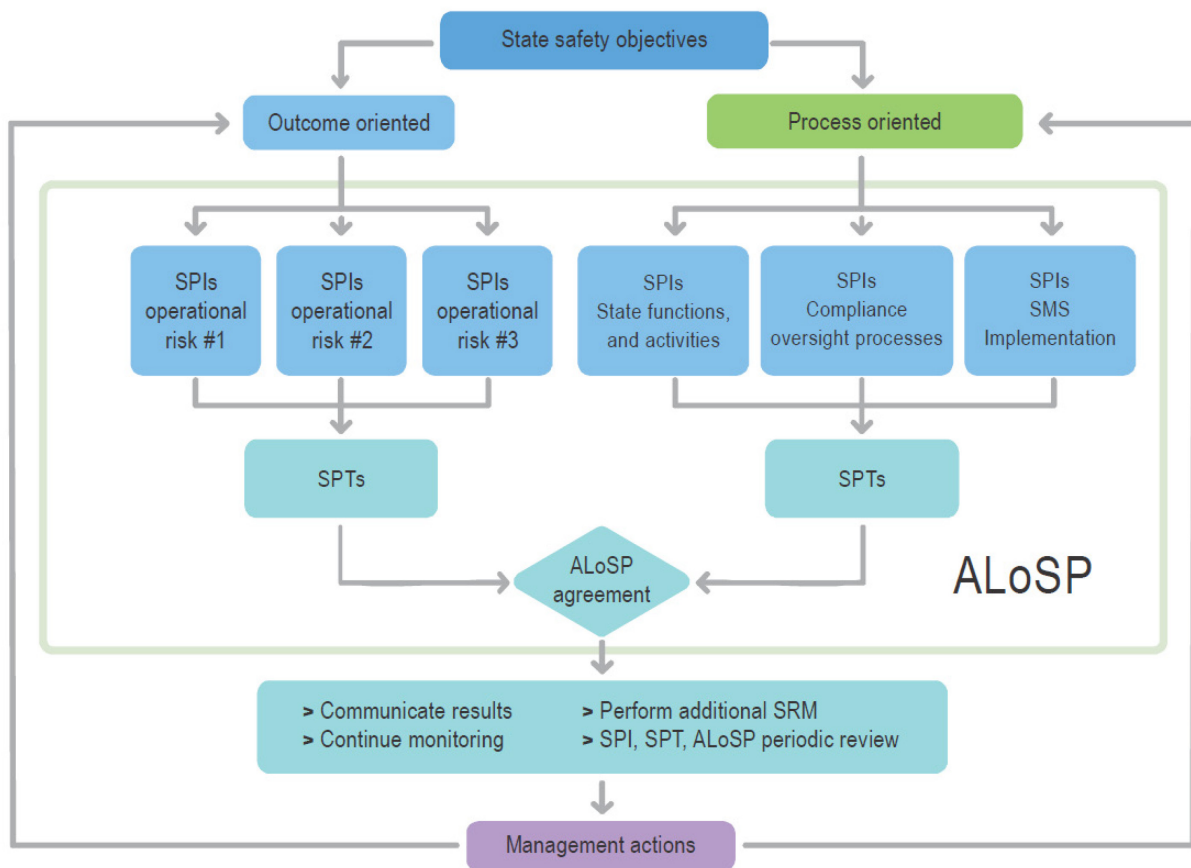 State safety objectives
Outcome oriented
Process oriented
SPIs
operational
risk #1
SPIs
operational
risk #2
SPIs
operational
risk #3
SPIs
State functions,
and activities
SPIs
Compliance
oversight processes
SPIs
SMS
Implementation
SPTs
SPTs
ALoSP
agreement
ALoSP
> Communicate results
> Continue monitoring
> Perform additional SRM
> SPI, SPT, ALoSP periodic review
Management actions